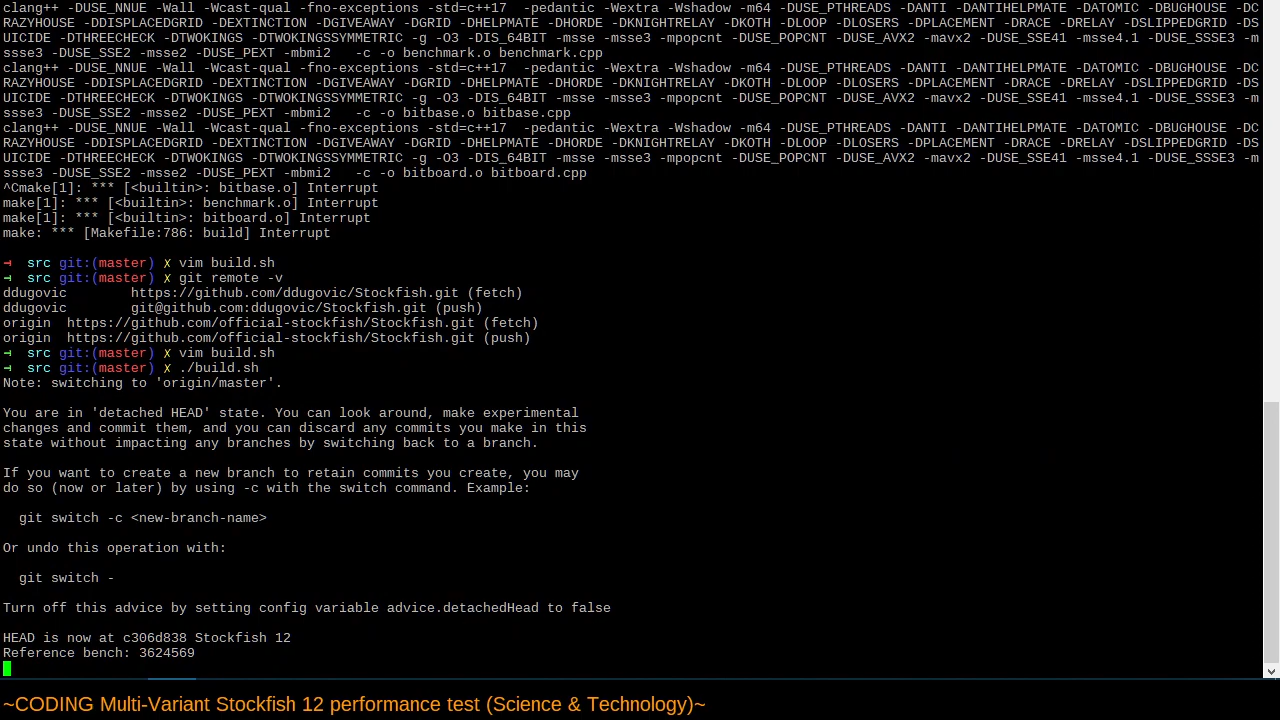 clang++ -DUSE_NNUE -Wall -Wcast-qual -fno-exceptions -std=c++17  -pedantic -Wextra -Wshadow -m64 -DUSE_PTHREADS -DANTI -DANTIHELPMATE -DATOMIC -DBUGHOUSE -DC
RAZYHOUSE -DDISPLACEDGRID -DEXTINCTION -DGIVEAWAY -DGRID -DHELPMATE -DHORDE -DKNIGHTRELAY -DKOTH -DLOOP -DLOSERS -DPLACEMENT -DRACE -DRELAY -DSLIPPEDGRID -DS
UICIDE -DTHREECHECK -DTWOKINGS -DTWOKINGSSYMMETRIC -g -O3 -DIS_64BIT -msse -msse3 -mpopcnt -DUSE_POPCNT -DUSE_AVX2 -mavx2 -DUSE_SSE41 -msse4.1 -DUSE_SSSE3 -m
ssse3 -DUSE_SSE2 -msse2 -DUSE_PEXT -mbmi2   -c -o benchmark.o benchmark.cpp
clang++ -DUSE_NNUE -Wall -Wcast-qual -fno-exceptions -std=c++17  -pedantic -Wextra -Wshadow -m64 -DUSE_PTHREADS -DANTI -DANTIHELPMATE -DATOMIC -DBUGHOUSE -DC
RAZYHOUSE -DDISPLACEDGRID -DEXTINCTION -DGIVEAWAY -DGRID -DHELPMATE -DHORDE -DKNIGHTRELAY -DKOTH -DLOOP -DLOSERS -DPLACEMENT -DRACE -DRELAY -DSLIPPEDGRID -DS
UICIDE -DTHREECHECK -DTWOKINGS -DTWOKINGSSYMMETRIC -g -O3 -DIS_64BIT -msse -msse3 -mpopcnt -DUSE_POPCNT -DUSE_AVX2 -mavx2 -DUSE_SSE41 -msse4.1 -DUSE_SSSE3 -m
ssse3 -DUSE_SSE2 -msse2 -DUSE_PEXT -mbmi2   -c -o bitbase.o bitbase.cpp
clang++ -DUSE_NNUE -Wall -Wcast-qual -fno-exceptions -std=c++17  -pedantic -Wextra -Wshadow -m64 -DUSE_PTHREADS -DANTI -DANTIHELPMATE -DATOMIC -DBUGHOUSE -DC
RAZYHOUSE -DDISPLACEDGRID -DEXTINCTION -DGIVEAWAY -DGRID -DHELPMATE -DHORDE -DKNIGHTRELAY -DKOTH -DLOOP -DLOSERS -DPLACEMENT -DRACE -DRELAY -DSLIPPEDGRID -DS
UICIDE -DTHREECHECK -DTWOKINGS -DTWOKINGSSYMMETRIC -g -O3 -DIS_64BIT -msse -msse3 -mpopcnt -DUSE_POPCNT -DUSE_AVX2 -mavx2 -DUSE_SSE41 -msse4.1 -DUSE_SSSE3 -m
ssse3 -DUSE_SSE2 -msse2 -DUSE_PEXT -mbmi2   -c -o bitboard.o bitboard.cpp
^Cmake[1]: *** [<builtin>: bitbase.o] Interrupt
make[1]: *** [<builtin>: benchmark.o] Interrupt
make[1]: *** [<builtin>: bitboard.o] Interrupt
make: *** [Makefile:786: build] Interrupt
⊣  src git:(master) ✗ vim build.sh
⊣  src git:(master) ✗ git remote -v
ddugovic        https://github.com/ddugovic/Stockfish.git (fetch)
ddugovic        git@github.com:ddugovic/Stockfish.git (push)
origin  https://github.com/official-stockfish/Stockfish.git (fetch)
origin  https://github.com/official-stockfish/Stockfish.git (push)
⊣  src git:(master) ✗ vim build.sh
⊣  src git:(master) ✗ ./build.sh
Note: switching to 'origin/master'.
You are in 'detached HEAD' state. You can look around, make experimental
changes and commit them, and you can discard any commits you make in this
state without impacting any branches by switching back to a branch.
If you want to create a new branch to retain commits you create, you may
do so (now or later) by using -c with the switch command. Example:
git switch -c <new-branch-name>
Or undo this operation with:
git switch -
Turn off this advice by setting config variable advice.detachedHead to false
HEAD is now at c306d838 Stockfish 12
Reference bench: 3624569
~CODING Multi-Variant Stockfish 12 performance test (Science & Technology)~